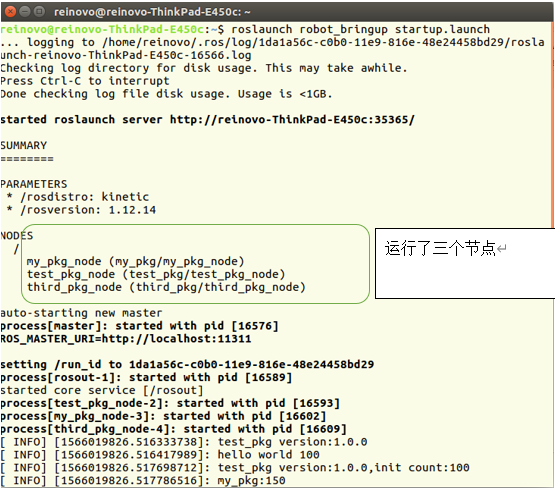 reinovo@reinovo-ThinkPad-E450c: ~
reinovo@reinovo-ThinkPad-E450c:~$ roslaunch robot_bringup startup.launch
... logging to /home/reinovo/.ros/log/1da1a56c-c0b0-11e9-816e-48e24458bd29/rosla
unch-reinovo-ThinkPad-E450c-16566.log
Checking log directory for disk usage. This may take awhile.
Press Ctrl-C to interrupt
Done checking log file disk usage. Usage is <1GB.
started roslaunch server http://reinovo-ThinkPad-E450c:35365/
SUMMARY
========
PARAMETERS
* /rosdistro: kinetic
* /rosversion: 1.12.14
NODES
/
my_pkg_node (my_pkg/my_pkg_node)
test_pkg_node (test_pkg/test_pkg_node)
third_pkg_node (third_pkg/third_pkg_node)
运行了三个节点↵
auto-starting new master
process[master]: started with pid [16576]
ROS_MASTER_URI=http://localhost:11311
setting /run_id to 1da1a56c-c0b0-11e9-816e-48e24458bd29
process[rosout-1]: started with pid [16589]
started core service [/rosout]
process[test_pkg_node-2]: started with pid [16593]
process[my_pkg_node-3]: started with pid [16602]
process[third_pkg_node-4]: started with pid [16609]
[ INFO] [1566019826.516333738]: test_pkg version:1.0.0
[ INFO] [1566019826.516417989]: hello world 100
[ INFO] [1566019826.517698712]: test_pkg version:1.0.0,init count:100
[ INFO] [1566019826.517786516]: my_pkg:150